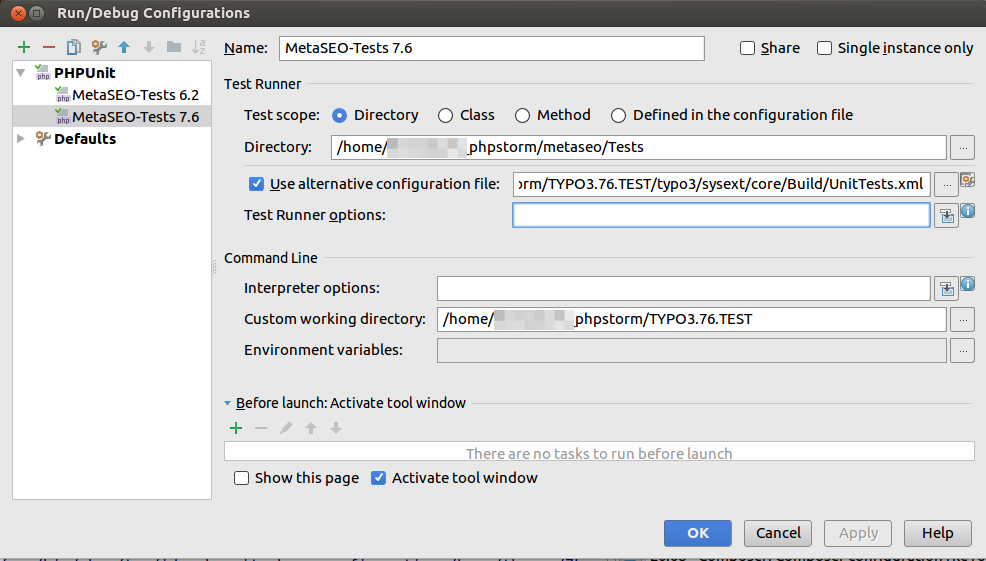 Run/Debug Configurations
Name: MetaSEO-Tests 7.6 Share Single instance only
PHPUnit
MetaSEO-Tests 6.2
MetaSEO-Tests 7.6
Defaults
Test Runner
Test scope: Directory Class Method Defined in the configuration file
Directory: /home/ _phpstorm/metaseo/Tests ...
Use alternative configuration file: orm/TYPO3.76.TEST/typo3/sysext/core/Build/UnitTests.xml ...
Test Runner options:
Command Line
Interpreter options:
Custom working directory: /home/ _phpstorm/TYPO3.76.TEST ...
Environment variables: ...
Before launch: Activate tool window
There are no tasks to run before launch
Show this page Activate tool window
OK Cancel Apply Help